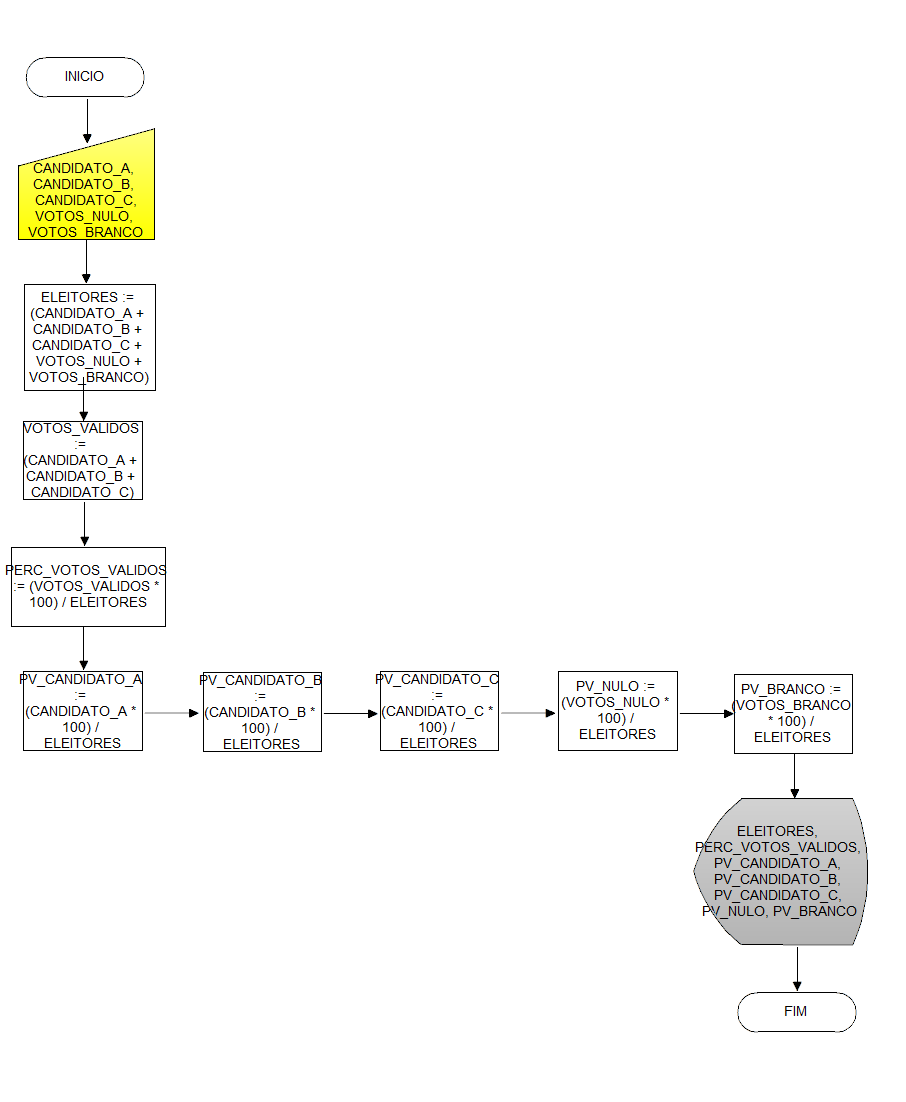 INICIO
CANDIDATO_A,
CANDIDATO_B,
CANDIDATO_C,
VOTOS_NULO,
VOTOS_BRANCO
ELEITORES :=
(CANDIDATO_A +
CANDIDATO_B +
CANDIDATO_C +
VOTOS_NULO +
VOTOS_BRANCO)
VOTOS_VALIDOS
:=
(CANDIDATO_A +
CANDIDATO_B +
CANDIDATO_C)
PERC_VOTOS_VALIDOS
:= (VOTOS_VALIDOS *
100) / ELEITORES
PV_CANDIDATO_A
:=
(CANDIDATO_A *
100) /
ELEITORES
PV_CANDIDATO_B
:=
(CANDIDATO_B *
100) /
ELEITORES
PV_CANDIDATO_C
:=
(CANDIDATO_C *
100) /
ELEITORES
PV_NULO :=
(VOTOS_NULO *
100) /
ELEITORES
PV_BRANCO :=
(VOTOS_BRANCO
* 100) /
ELEITORES
ELEITORES,
PERC_VOTOS_VALIDOS,
PV_CANDIDATO_A,
PV_CANDIDATO_B,
PV_CANDIDATO_C,
PV_NULO, PV_BRANCO
FIM